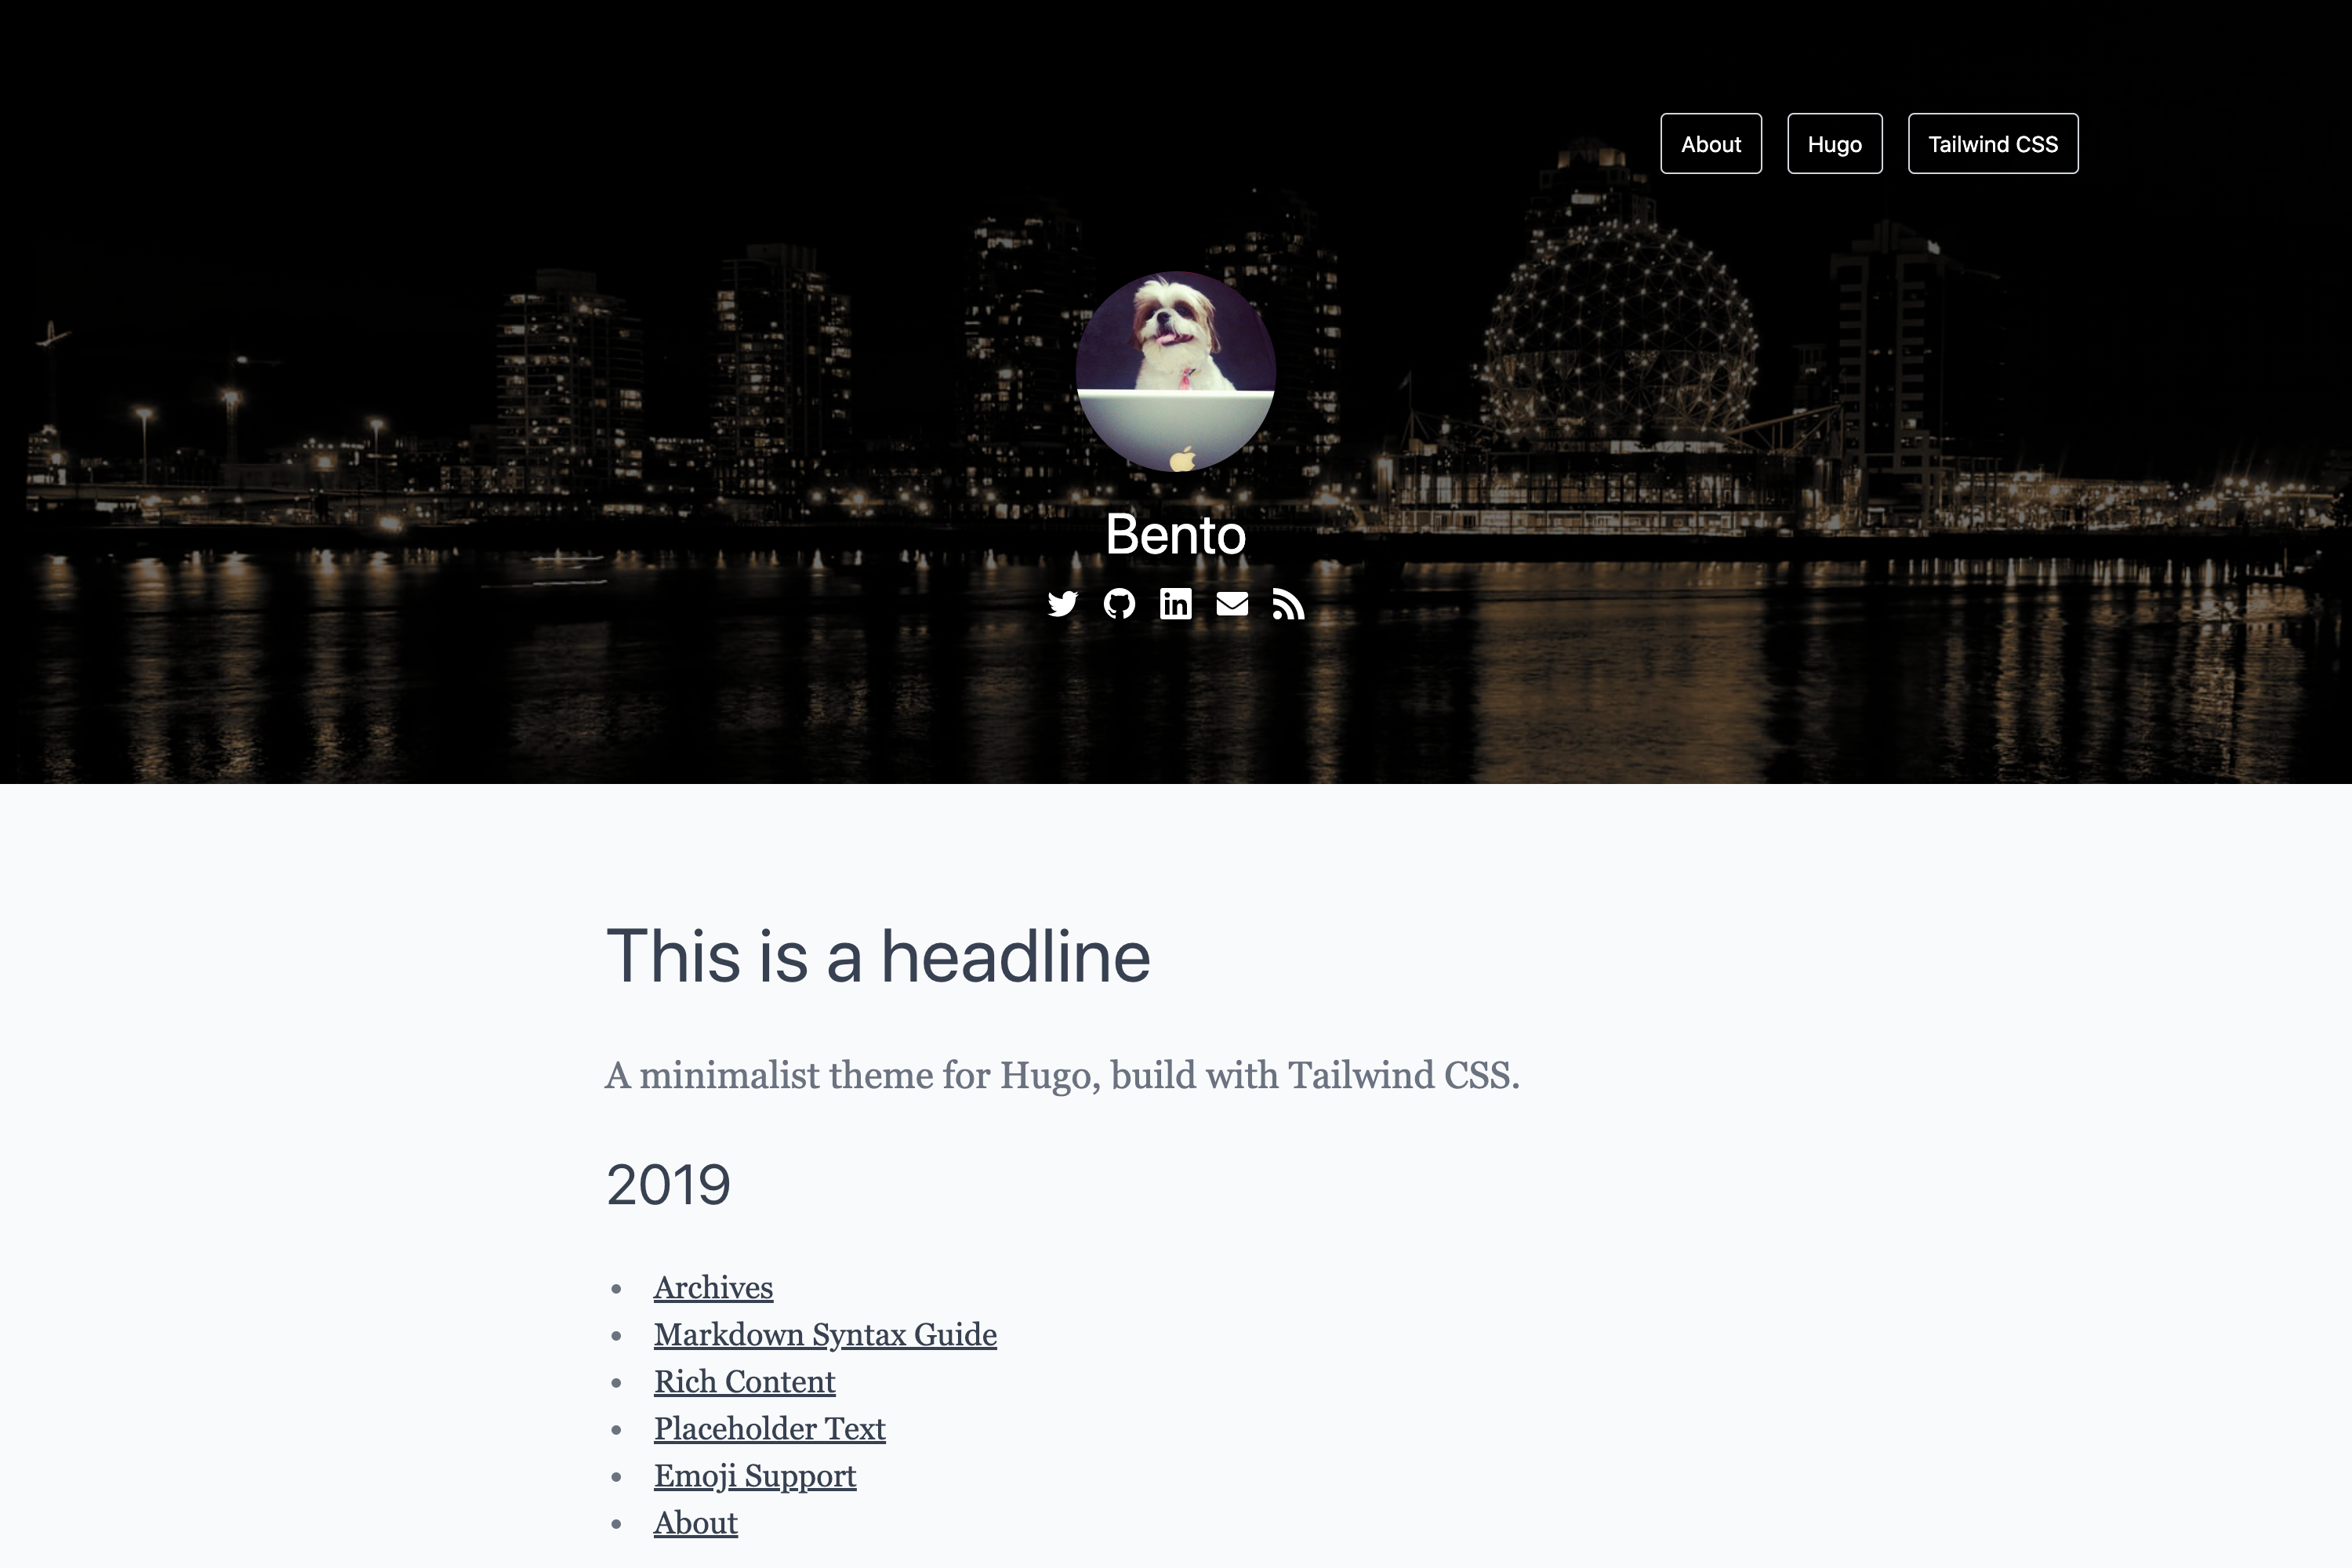 About Hugo Tailwind CSS
Bento
This is a headline
A minimalist theme for Hugo, build with Tailwind CSS.
2019
Archives
Markdown Syntax Guide
Rich Content
Placeholder Text
Emoji Support
About